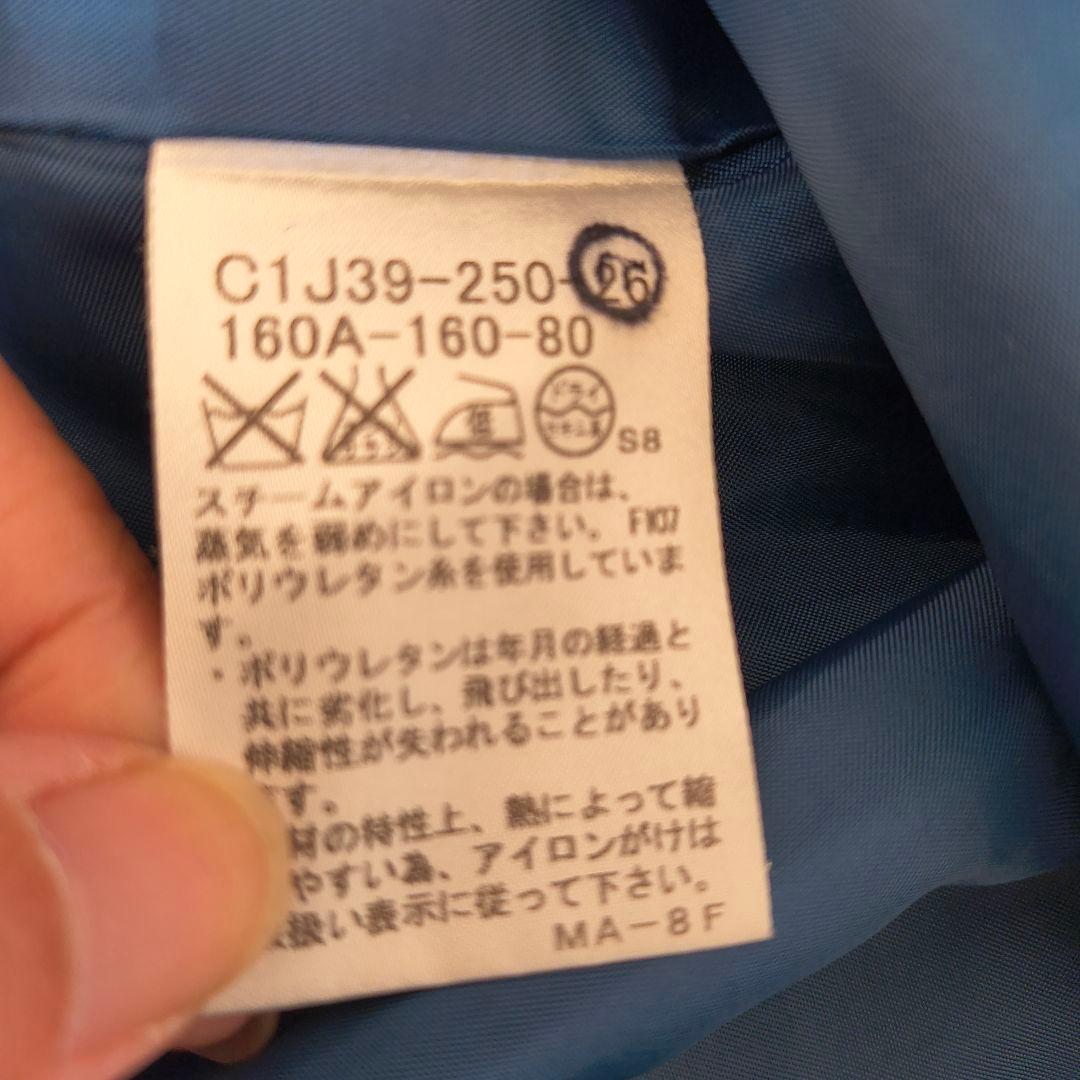 C1J39-250-26
160A-160-80
低 ドライ セキユ系 S8
スチームアイロンの場合は、
蒸気を弱めにして下さい。 FX07
ポリウレタン糸を使用していま
す。
・ポリウレタンは年月の経過と
共に劣化し、飛び出したり、
伸縮性が失われることがあり
ます。
材の特性上、熱によって縮
やすい為、アイロンがけは
扱い表示に従って下さい。
MA-8F